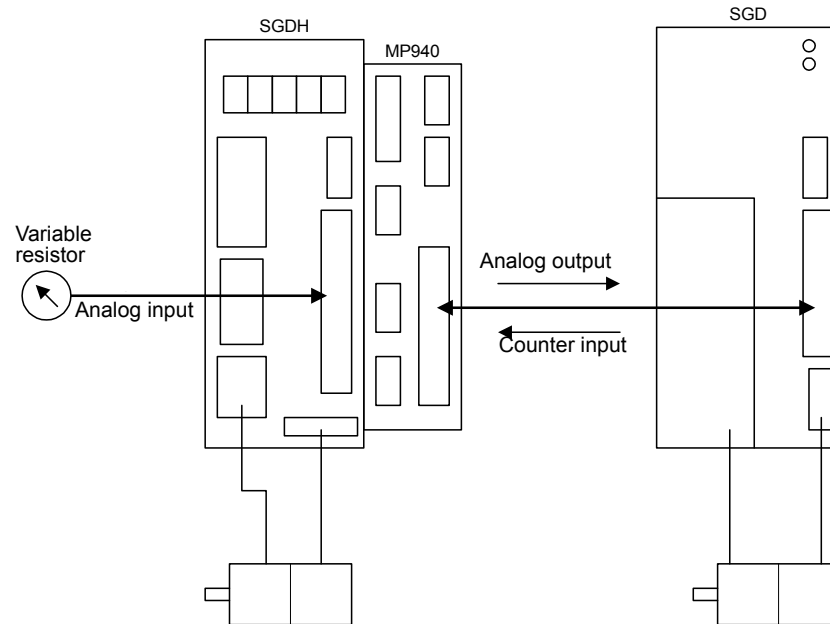 SGDH
MP940
SGD
Variable
resistor
Analog input
Analog output
Counter input